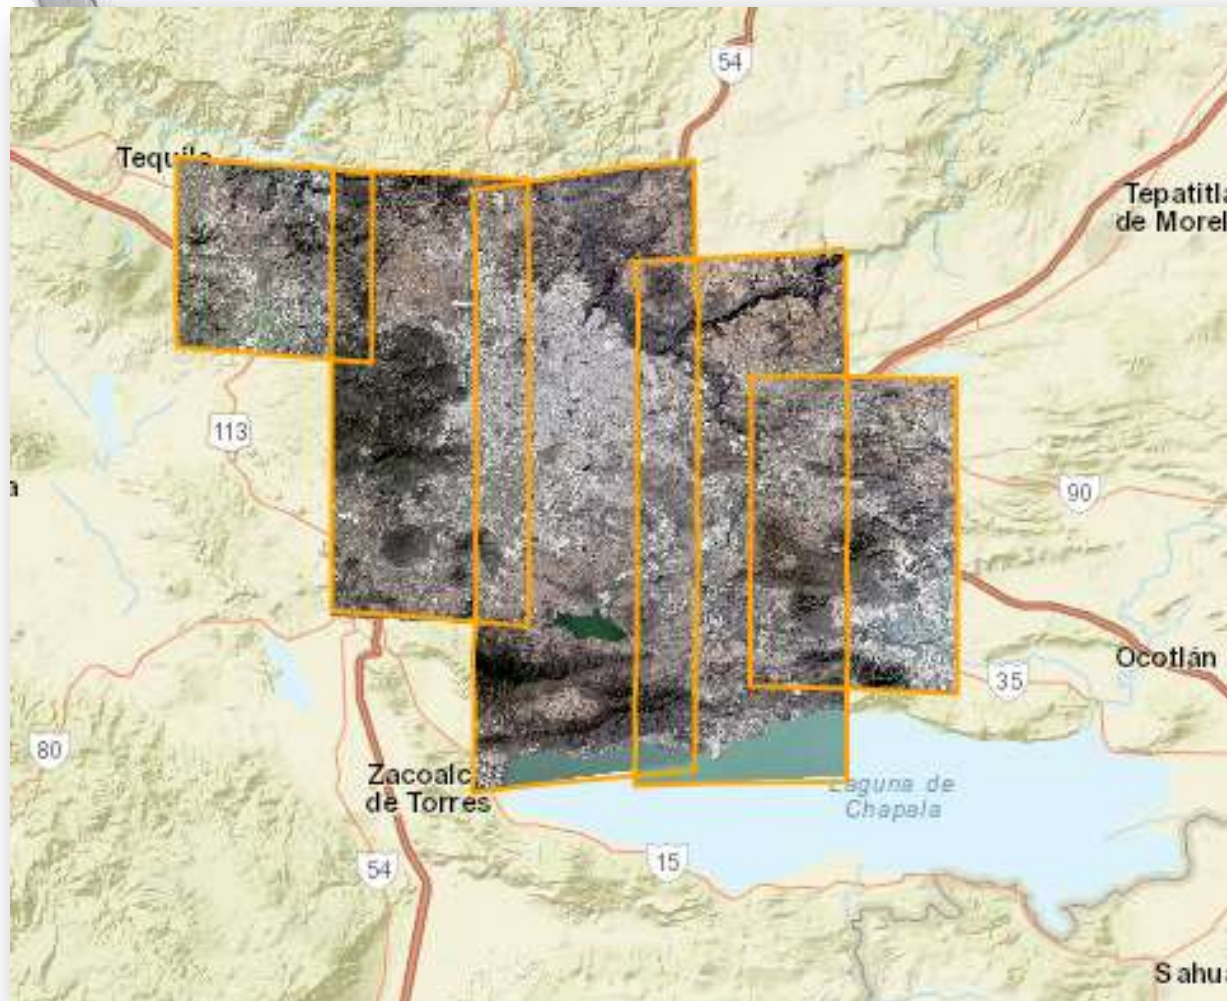 54
Tequila
Tepatitla
de Morel
113
90
Ocotlán
35
80
Zacoalc
de Torres
Laguna de
Chapala
54
15
Sahu